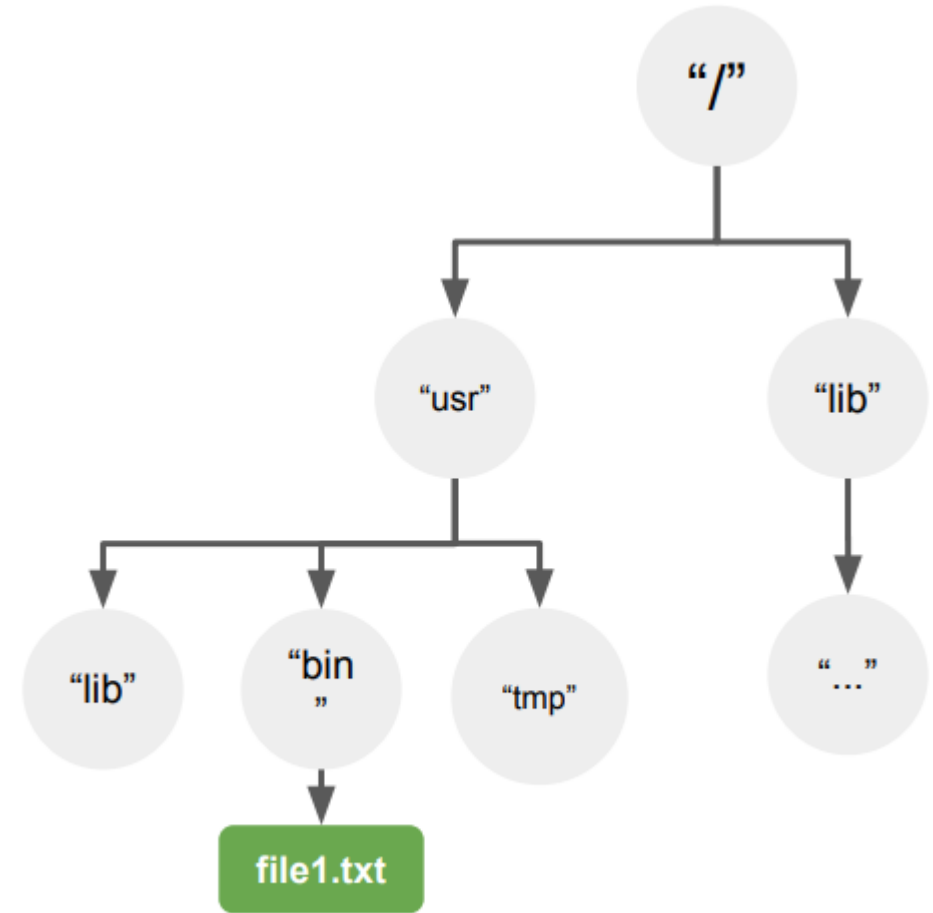 “/”
“usr”
“lib”
“lib”
“bin
”
“tmp”
“...”
file1.txt